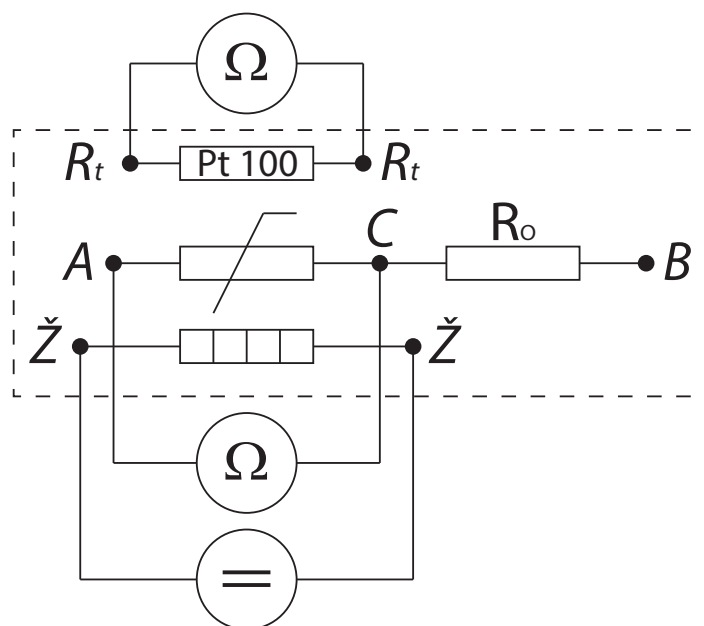 Ω
Rt Pt 100 Rt
A C Ro B
Ž Ž
Ω
=